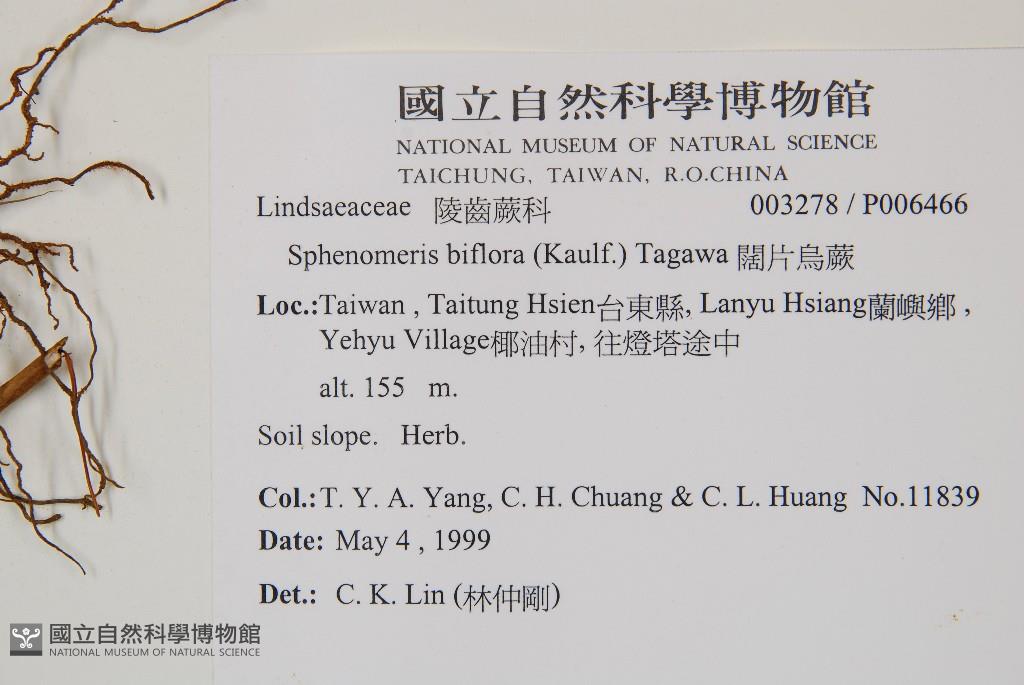 國立自然科學博物館
NATIONAL MUSEUM OF NATURAL SCIENCE
TAICHUNG, TAIWAN, R.O.CHINA
Lindsaeaceae 陵齒蕨科 003278 / P006466
Sphenomeris biflora (Kaulf.) Tagawa 闊片烏蕨
Loc.:Taiwan , Taitung Hsien台東縣, Lanyu Hsiang蘭嶼鄉 ,
Yehyu Village椰油村, 往燈塔途中
alt. 155 m.
Soil slope. Herb.
Col.:T. Y. A. Yang, C. H. Chuang & C. L. Huang No.11839
Date: May 4 , 1999
Det.: C. K. Lin (林仲剛)
國立自然科學博物館
NATIONAL MUSEUM OF NATURAL SCIENCE